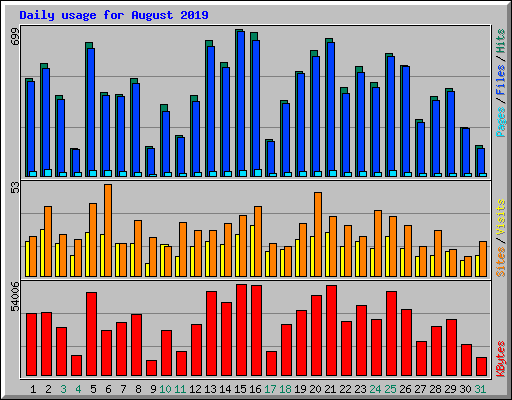 Daily usage for August 2019
699
Pages / Files / Hits
53
Sites / Visits
54006
KBytes
1 2 3 4 5 6 7 8 9 10 11 12 13 14 15 16 17 18 19 20 21 22 23 24 25 26 27 28 29 30 31